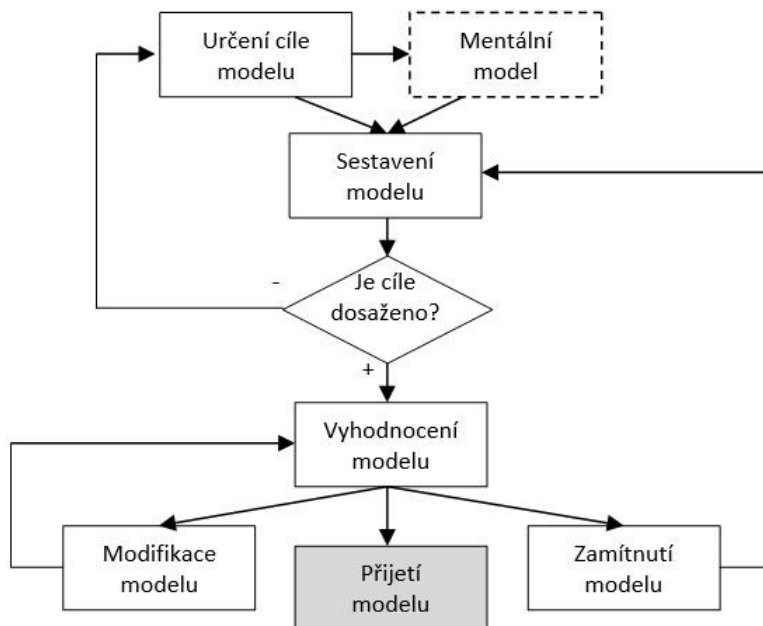 Určení cíle
modelu
Mentální
model
Sestavení
modelu
Je cíle
dosaženo?
-
+
Vyhodnocení
modelu
Modifikace
modelu
Přijetí
modelu
Zamítnutí
modelu